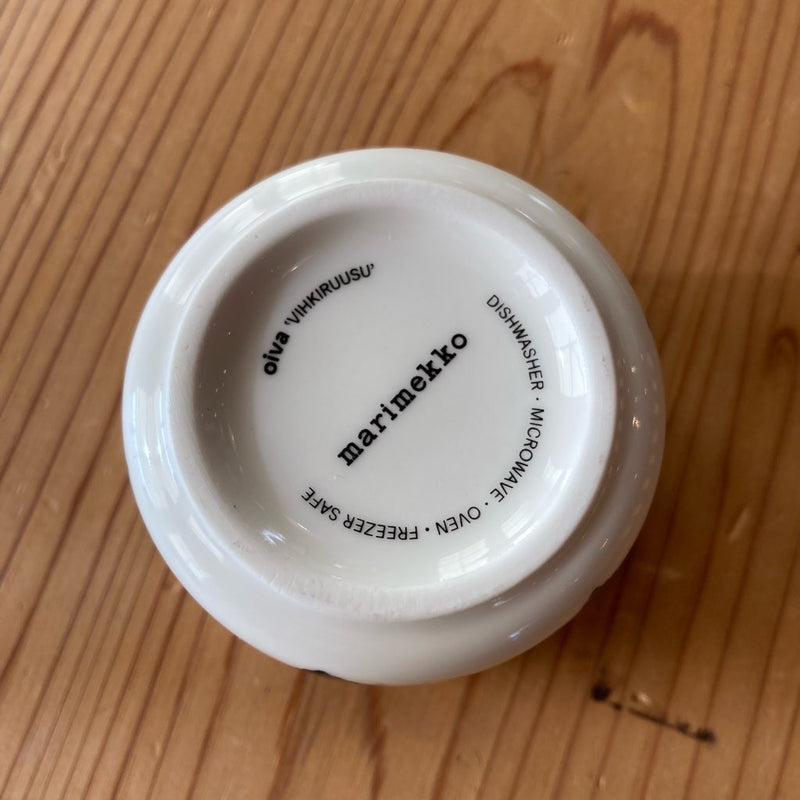 oiva ‘VIHKIRUUSU’
marimekko
DISHWASHER · MICROWAVE · OVEN · FREEZER SAFE